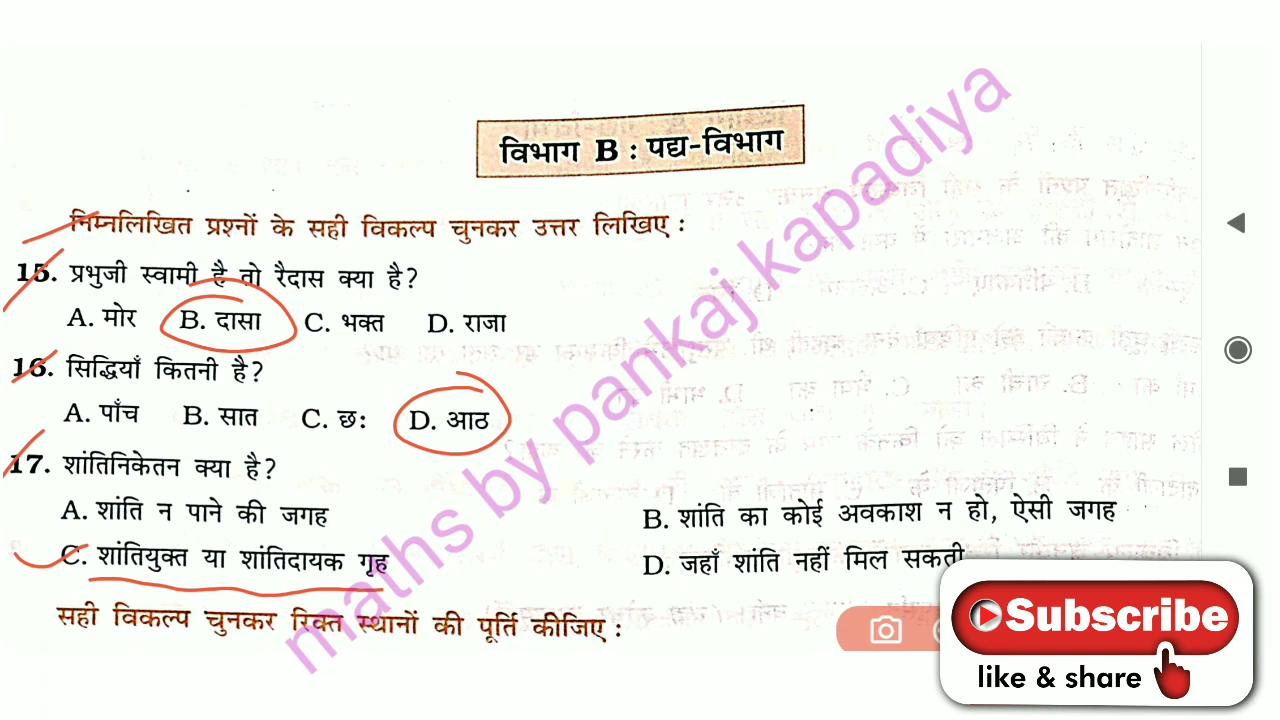 विभाग B : पद्य-विभाग
निम्नलिखित प्रश्नों के सही विकल्प चुनकर उत्तर लिखिए :
15. प्रभुजी स्वामी है तो रैदास क्या है?
A. मोर B. दासा C. भक्त D. राजा
16. सिद्धियाँ कितनी है?
A. पाँच B. सात C. छः D. आठ
17. शांतिनिकेतन क्या है?
A. शांति न पाने की जगह B. शांति का कोई अवकाश न हो, ऐसी जगह
C. शांतियुक्त या शांतिदायक गृह D. जहाँ शांति नहीं मिल सकती
सही विकल्प चुनकर रिक्त स्थानों की पूर्ति कीजिए :
maths by pankaj kapadiya
Subscribe
like & share